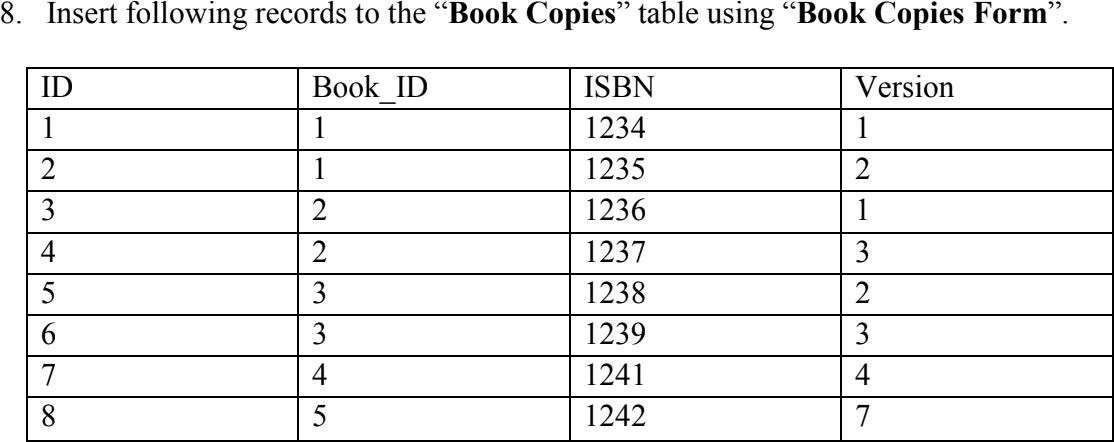 8. Insert following records to the “Book Copies” table using “Book Copies Form”.
ID Book_ID ISBN Version
1 1 1234 1
2 1 1235 2
3 2 1236 1
4 2 1237 3
5 3 1238 2
6 3 1239 3
7 4 1241 4
8 5 1242 7